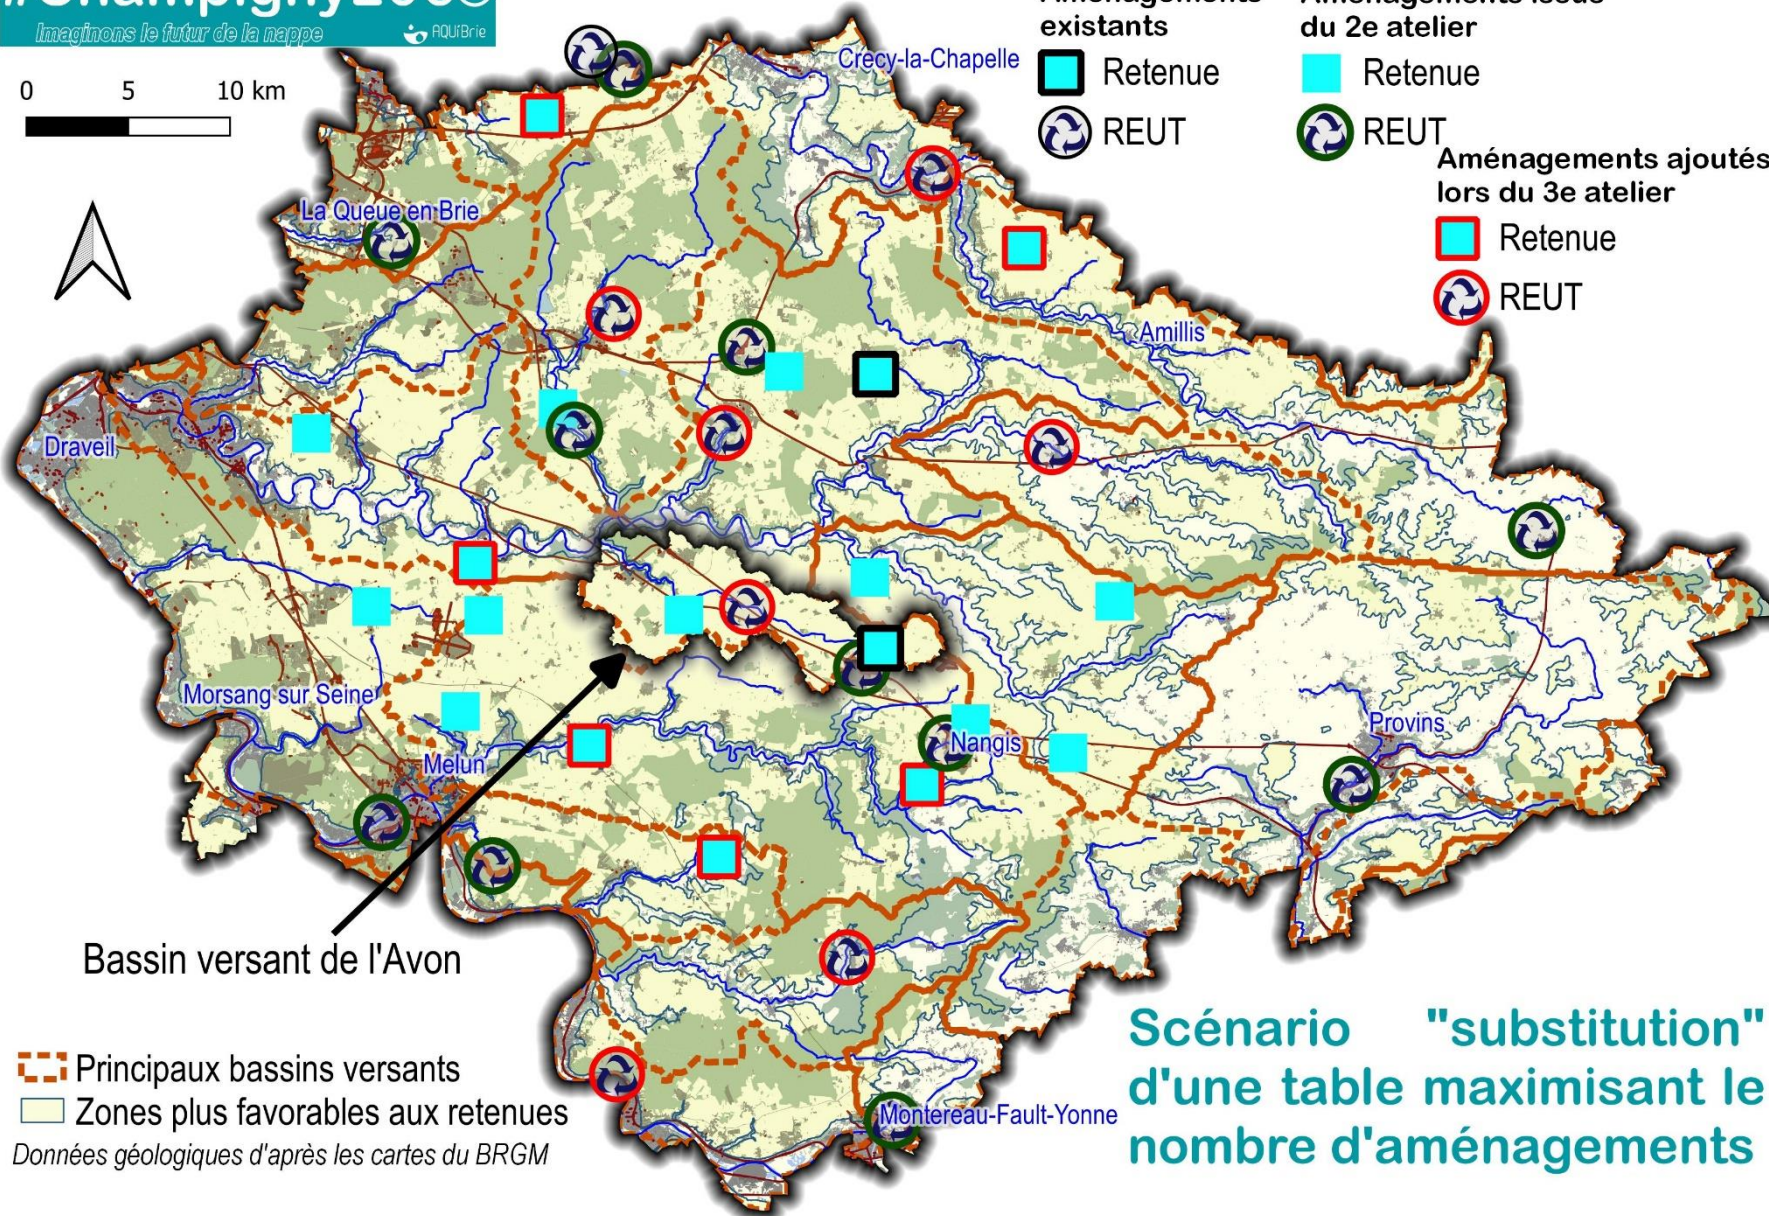 Imaginons le futur de la nappe
AQUiBrie
0 5 10 km
existants
Retenue
REUT
du 2e atelier
Retenue
REUT
Aménagements ajoutés
lors du 3e atelier
Retenue
REUT
Crecy-la-Chapelle
La Queue en Brie
Amillis
Draveil
Morsang sur Seine
Melun
Nangis
Provins
Montereau-Fault-Yonne
Bassin versant de l'Avon
Principaux bassins versants
Zones plus favorables aux retenues
Données géologiques d'après les cartes du BRGM
Scénario "substitution"
d'une table maximisant le
nombre d'aménagements